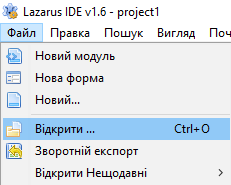 Lazarus IDE v1.6 - project1
Файл Правка Пошук Вигляд Поч
Новий модуль
Нова форма
Новий...
Відкрити ... Ctrl+O
Зворотній експорт
Відкрити Нещодавні